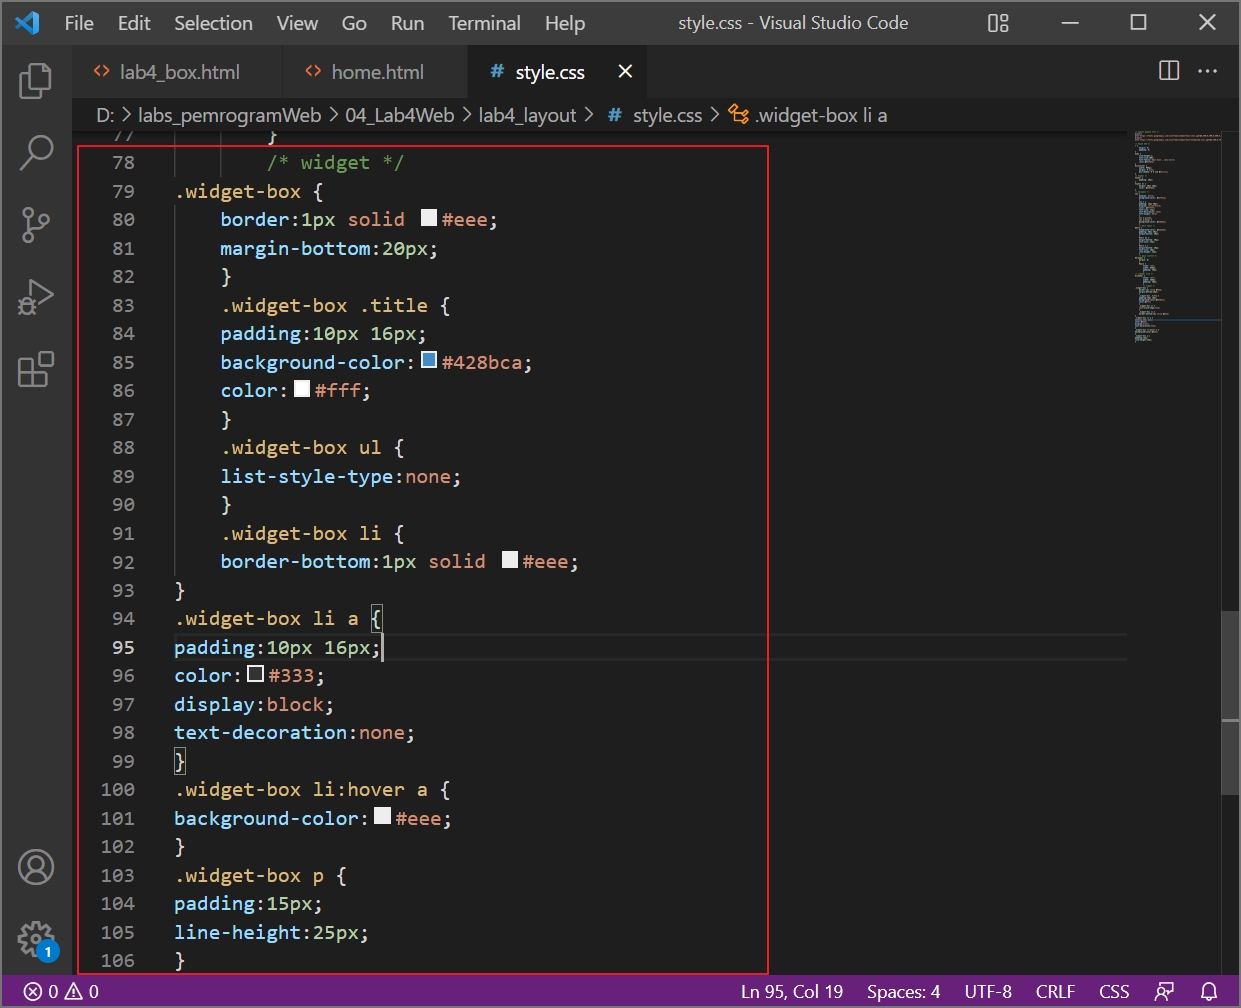 File Edit Selection View Go Run Terminal Help style.css - Visual Studio Code
lab4_box.html home.html # style.css
D: > labs_pemrogramWeb > 04_Lab4Web > lab4_layout > # style.css > .widget-box li a
77 }
78 /* widget */
79 .widget-box {
80 border:1px solid #eee;
81 margin-bottom:20px;
82 }
83 .widget-box .title {
84 padding:10px 16px;
85 background-color:#428bca;
86 color:#fff;
87 }
88 .widget-box ul {
89 list-style-type:none;
90 }
91 .widget-box li {
92 border-bottom:1px solid #eee;
93 }
94 .widget-box li a {
95 padding:10px 16px;
96 color:#333;
97 display:block;
98 text-decoration:none;
99 }
100 .widget-box li:hover a {
101 background-color:#eee;
102 }
103 .widget-box p {
104 padding:15px;
105 line-height:25px;
106 }
1
0 0 Ln 95, Col 19 Spaces: 4 UTF-8 CRLF CSS